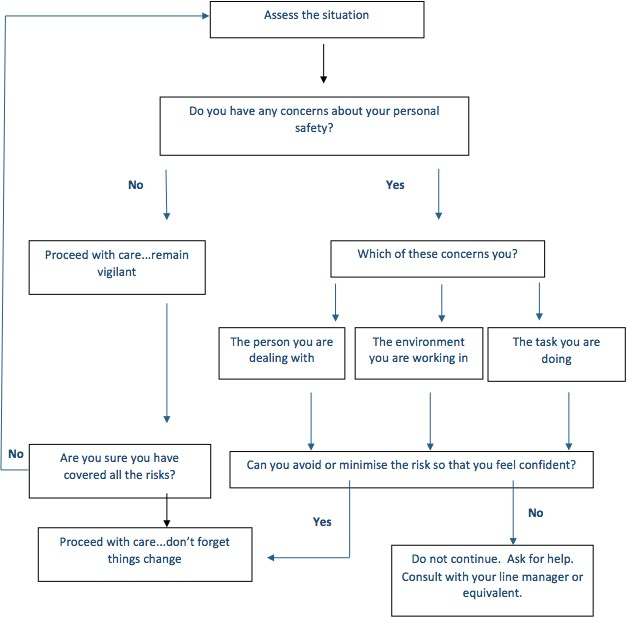 Assess the situation
Do you have any concerns about your personal
safety?
No
Yes
Proceed with care...remain
vigilant
Which of these concerns you?
The person you are
dealing with
The environment
you are working in
The task you are
doing
No
Are you sure you have
covered all the risks?
Can you avoid or minimise the risk so that you feel confident?
Yes
No
Proceed with care...don't forget
things change
Do not continue.  Ask for help.
Consult with your line manager or
equivalent.